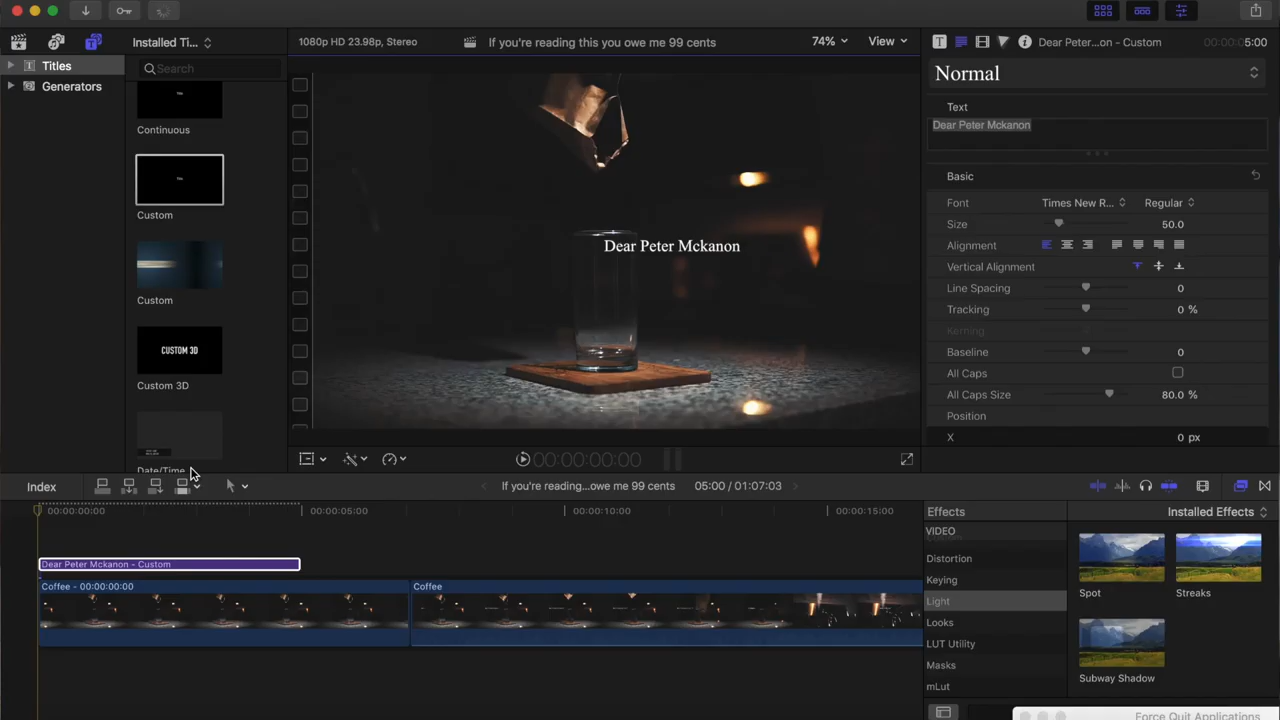 Installed Ti...
1080p HD 23.98p, Stereo
If you're reading this you owe me 99 cents
74%
View
Dear Peter...on - Custom
00:00:05:00
Titles
Generators
Search
Continuous
Custom
Custom
CUSTOM 3D
Custom 3D
Date/Time
Dear Peter Mckanon
Normal
Text
Dear Peter Mckanon
Basic
Font
Times New R...
Regular
Size
50.0
Alignment
Vertical Alignment
Line Spacing
0
Tracking
0 %
Kerning
Baseline
0
All Caps
All Caps Size
80.0 %
Position
X
0 px
00:00:00:00
Index
If you're reading...owe me 99 cents
05:00 / 01:07:03
00:00:00:00
00:00:05:00
00:00:10:00
00:00:15:00
Dear Peter Mckanon - Custom
Coffee - 00:00:00:00
Coffee
Effects
Installed Effects
VIDEO
Distortion
Keying
Light
Looks
LUT Utility
Masks
mLut
Spot
Streaks
Subway Shadow
Force Quit Applications